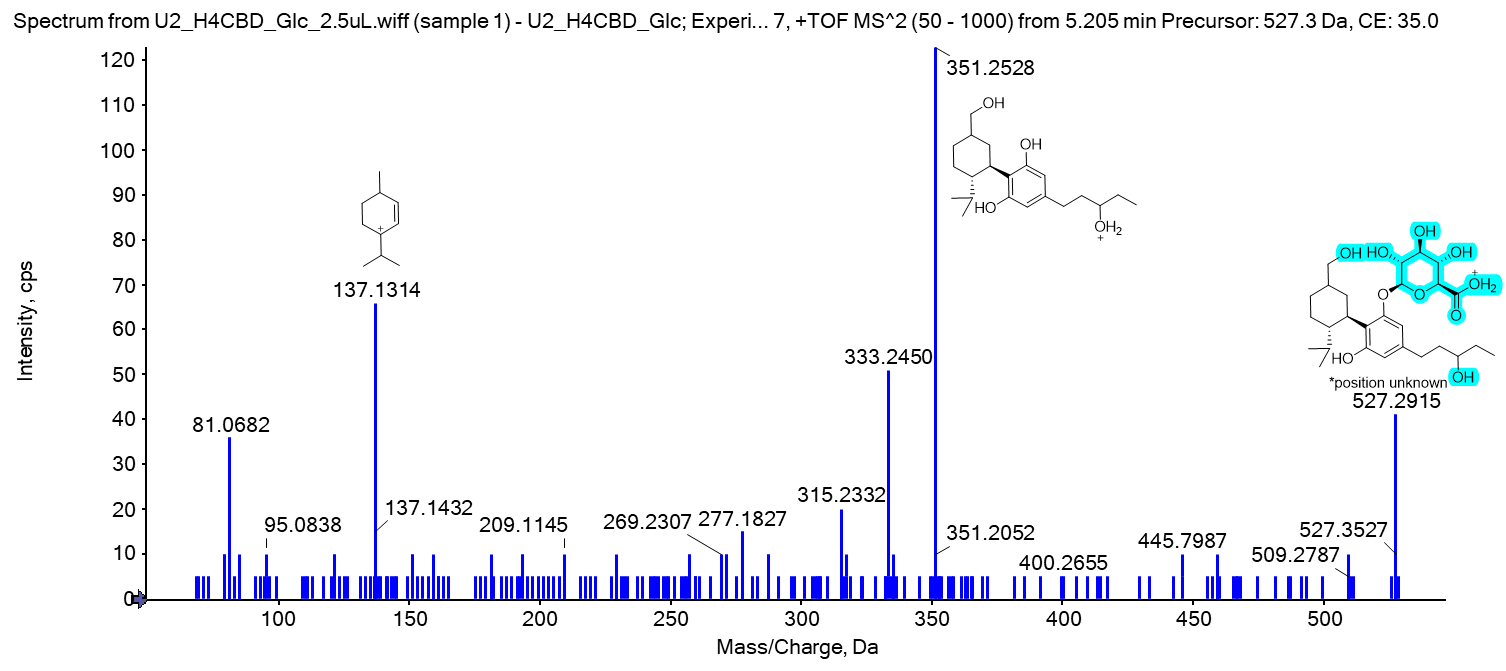 Spectrum from U2_H4CBD_Glc_2.5uL.wiff (sample 1) - U2_H4CBD_Glc; Experi... 7, +TOF MS^2 (50 - 1000) from 5.205 min Precursor: 527.3 Da, CE: 35.0
Intensity, cps
120
110
100
90
80
70
60
50
40
30
20
10
0
81.0682
95.0838
137.1314
137.1432
209.1145
269.2307
277.1827
315.2332
333.2450
351.2528
OH
OH
HO
OH2
+
351.2052
400.2655
445.7987
509.2787
527.3527
OH
OH
HO
OH
+
OH2
O
O
O
HO
OH
*position unknown
527.2915
+
100
150
200
250
300
350
400
450
500
Mass/Charge, Da